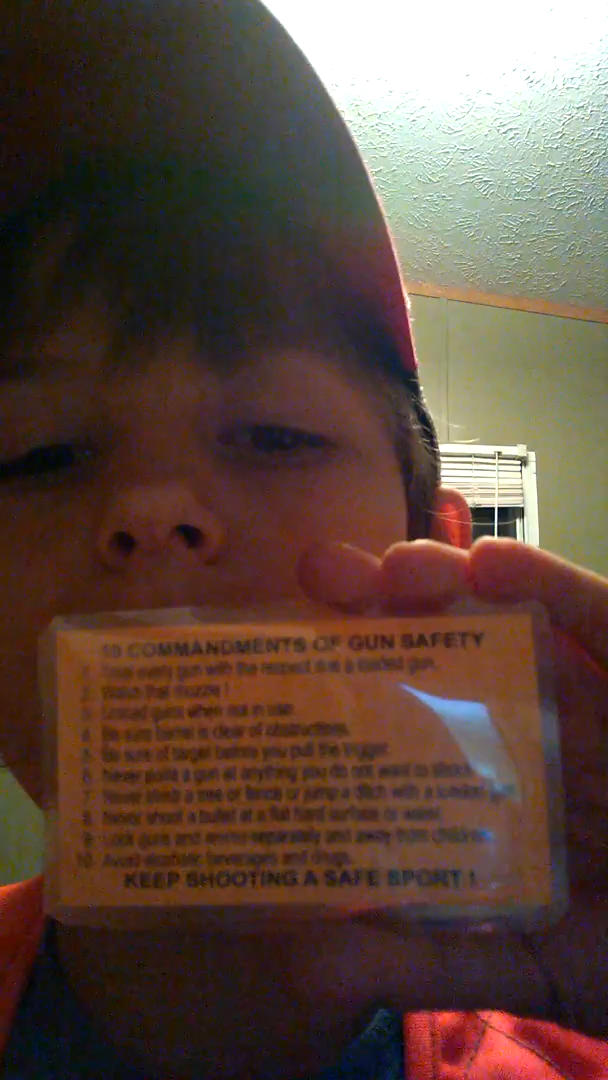 10 COMMANDMENTS OF GUN SAFETY
1. Treat every gun with the respect due a loaded gun.
2. Watch that muzzle !
3. Unload guns when not in use.
4. Be sure barrel is clear of obstructions.
5. Be sure of target before you pull the trigger.
6. Never point a gun at anything you do not want to shoot.
7. Never climb a tree or fence or jump a ditch with a loaded gun.
8. Never shoot a bullet at a flat hard surface or water.
9. Lock guns and ammo separately and away from children.
10. Avoid alcoholic beverages and drugs.
KEEP SHOOTING A SAFE SPORT !